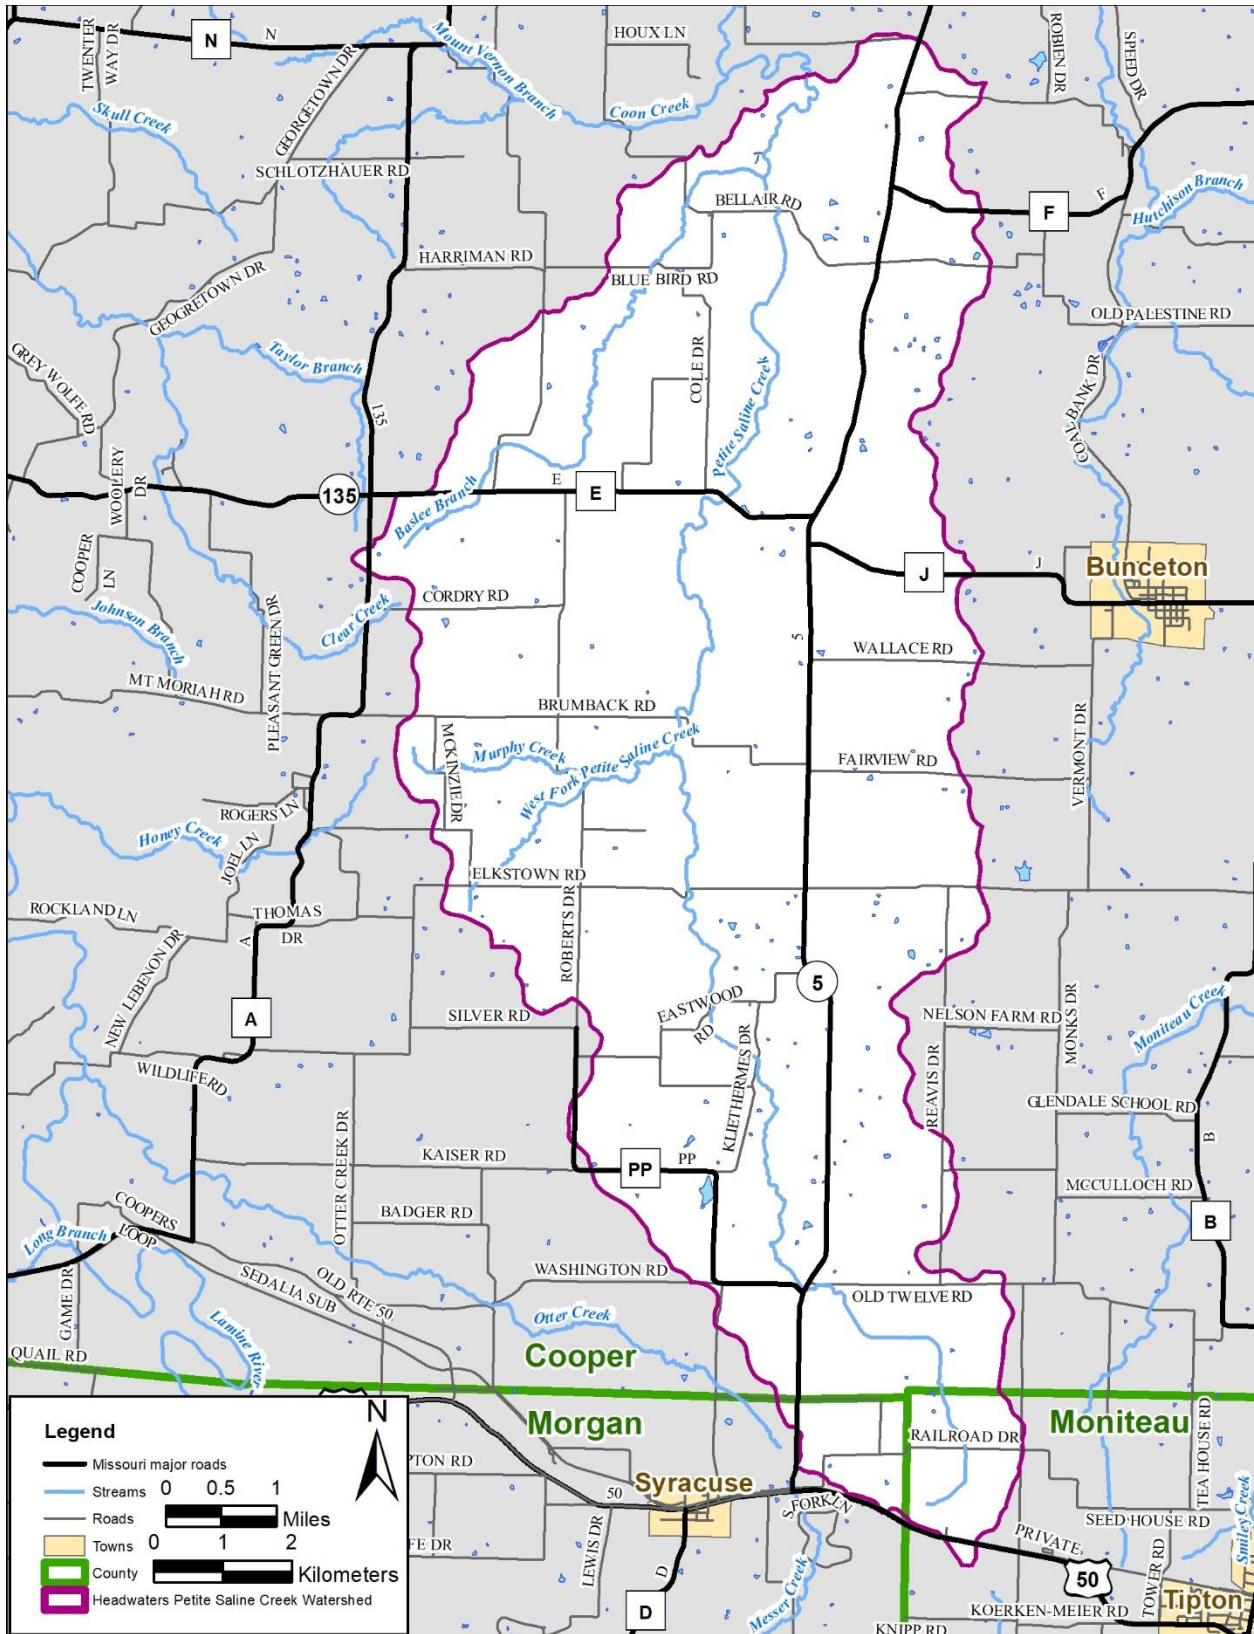 HOUX LN
ROBIEN DR
SPEED DR
TWENTER
WAY DR
N
N
Mount Vernon Branch
Coon Creek
Skull Creek
GEORGETOWN DR
SCHLOTZHAUER RD
BELLAIR RD
F
F
Hutchison Branch
HARRIMAN RD
BLUE BIRD RD
GEOGRETOWN DR
OLD PALESTINE RD
GREY WOLFE RD
Taylor Branch
COLE DR
Petite Saline Creek
COAL BANK DR
135
WOOLERY
DR
135
E
E
Baslee Branch
COOPER
LN
Johnson Branch
J
J
Bunceton
CORDRY RD
Clear Creek
PLEASANT GREEN DR
5
WALLACE RD
MT MORIAH RD
BRUMBACK RD
MCKINZIE DR
Murphy Creek
West Fork Petite Saline Creek
FAIRVIEW RD
VERMONT DR
ROGERS LN
Honey Creek
JOEL LN
ELKSTOWN RD
ROCKLAND LN
THOMAS
DR
A
ROBERTS DR
NEW LEBENON DR
5
A
SILVER RD
EASTWOOD
RD
NELSON FARM RD
MONKS DR
Moniteau Creek
WILDLIFE RD
KLIETHERMES DR
REAVIS DR
GLENDALE SCHOOL RD
B
OTTER CREEK DR
KAISER RD
PP
PP
MCCULLOCH RD
B
COOPERS
LOOP
Long Branch
BADGER RD
GAME DR
SEDALIA SUB
OLD RTE 50
WASHINGTON RD
OLD TWELVE RD
Otter Creek
Lamine River
QUAIL RD
Cooper
Morgan
Moniteau
RAILROAD DR
TEA HOUSE RD
PTON RD
Syracuse
50
S FORK LN
SEED HOUSE RD
PRIVATE
Smiley Creek
FE DR
LEWIS DR
D
D
Messer Creek
50
TOWER RD
Tipton
KOERKEN-MEIER RD
KNIPP RD
N
Legend
Missouri major roads
Streams
Roads
Towns
County
Headwaters Petite Saline Creek Watershed
0 0.5 1
Miles
0 1 2
Kilometers